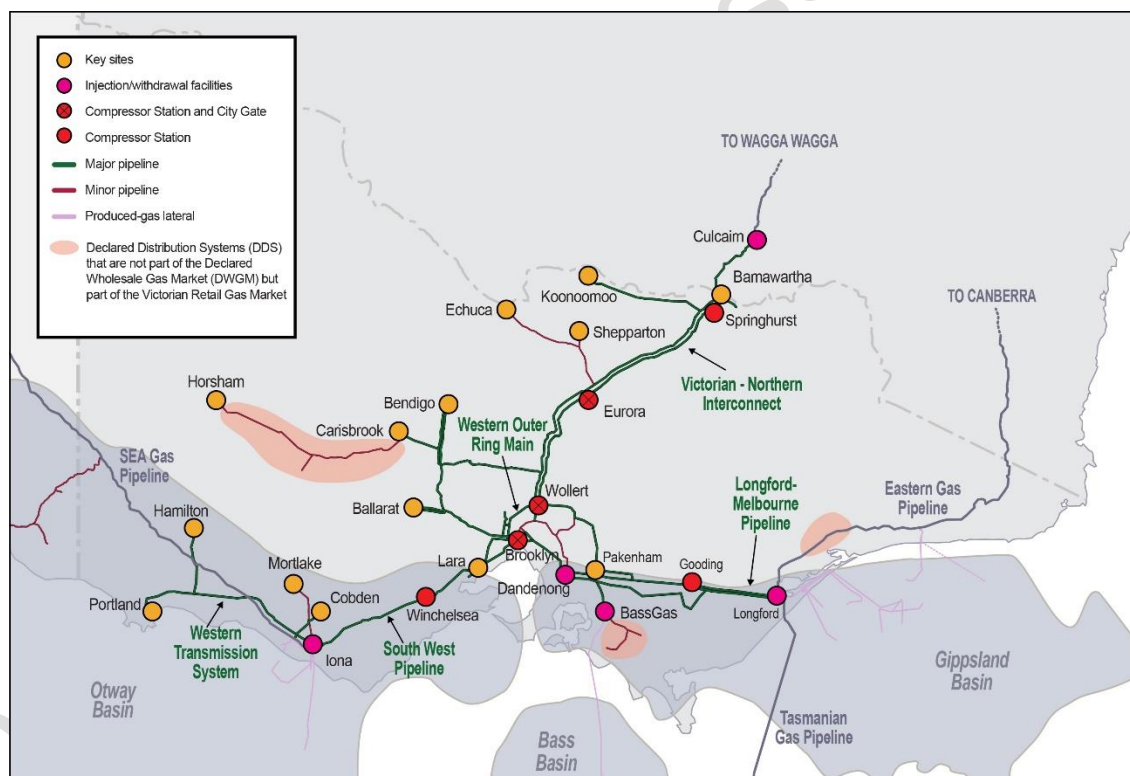 Key sites
Injection/withdrawal facilities
Compressor Station and City Gate
Compressor Station
Major pipeline
Minor pipeline
Produced-gas lateral
Declared Distribution Systems (DDS)
that are not part of the Declared
Wholesale Gas Market (DWGM) but
part of the Victorian Retail Gas Market
TO WAGGA WAGGA
Culcairn
Barnawartha
Koonoomoo
TO CANBERRA
Echuca
Springhurst
Shepparton
Victorian - Northern
Interconnect
Horsham
Bendigo
Eurora
Carisbrook
Western Outer
Ring Main
SEA Gas
Pipeline
Wollert
Longford-
Melbourne
Pipeline
Eastern Gas
Pipeline
Hamilton
Ballarat
Brooklyn
Lara
Pakenham
Gooding
Mortlake
Dandenong
Cobden
Portland
Winchelsea
BassGas
Longford
Western
Transmission
System
South West
Pipeline
Iona
Otway
Basin
Gippsland
Basin
Tasmanian
Gas Pipeline
Bass
Basin